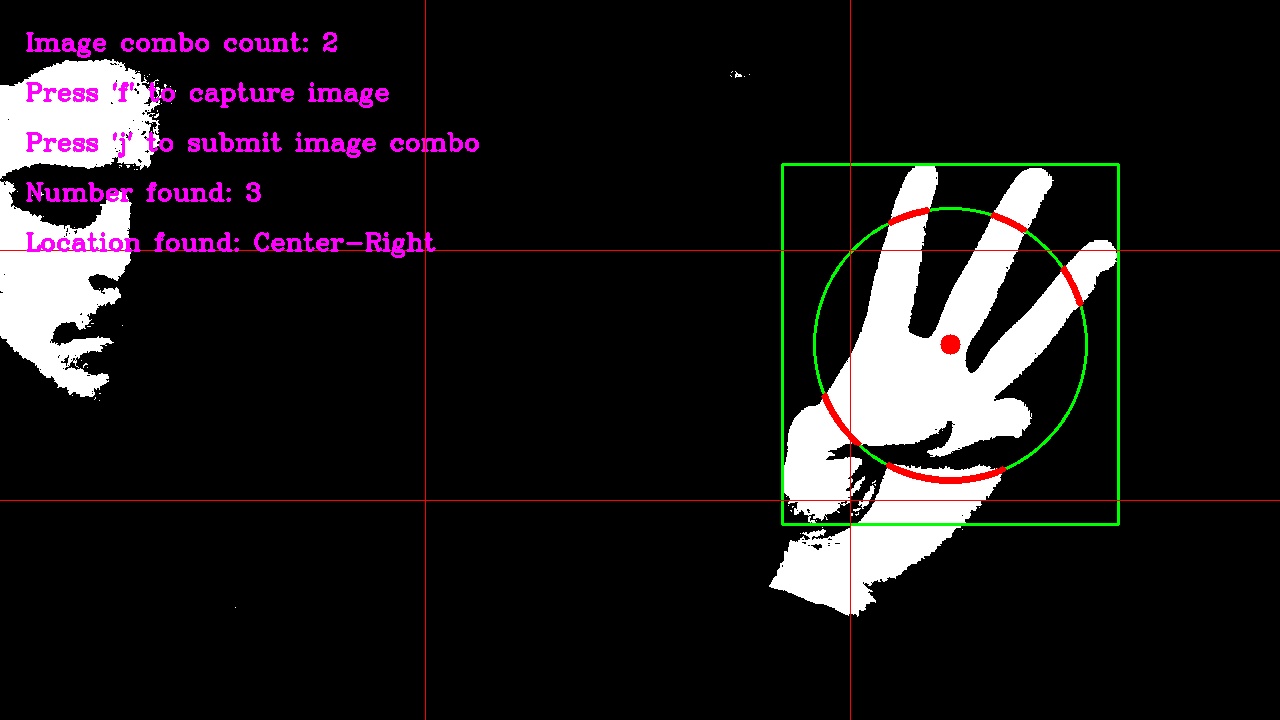 Image combo count: 2
Press 'f' to capture image
Press 'j' to submit image combo
Number found: 3
Location found: Center-Right